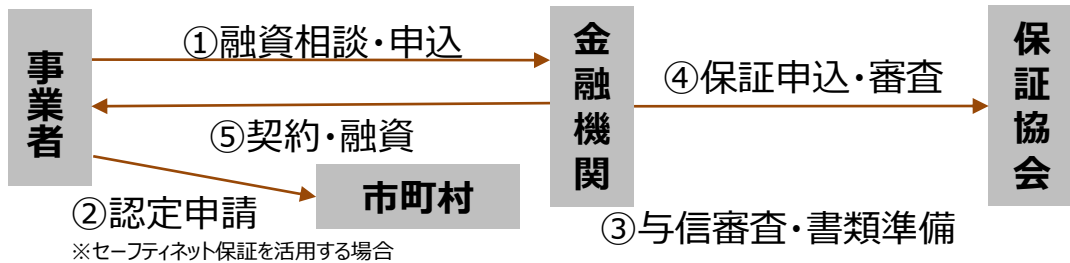 ①融資相談・申込
事業者
金融機関
保証協会
④保証申込・審査
⑤契約・融資
市町村
②認定申請
③与信審査・書類準備
※セーフティネット保証を活用する場合